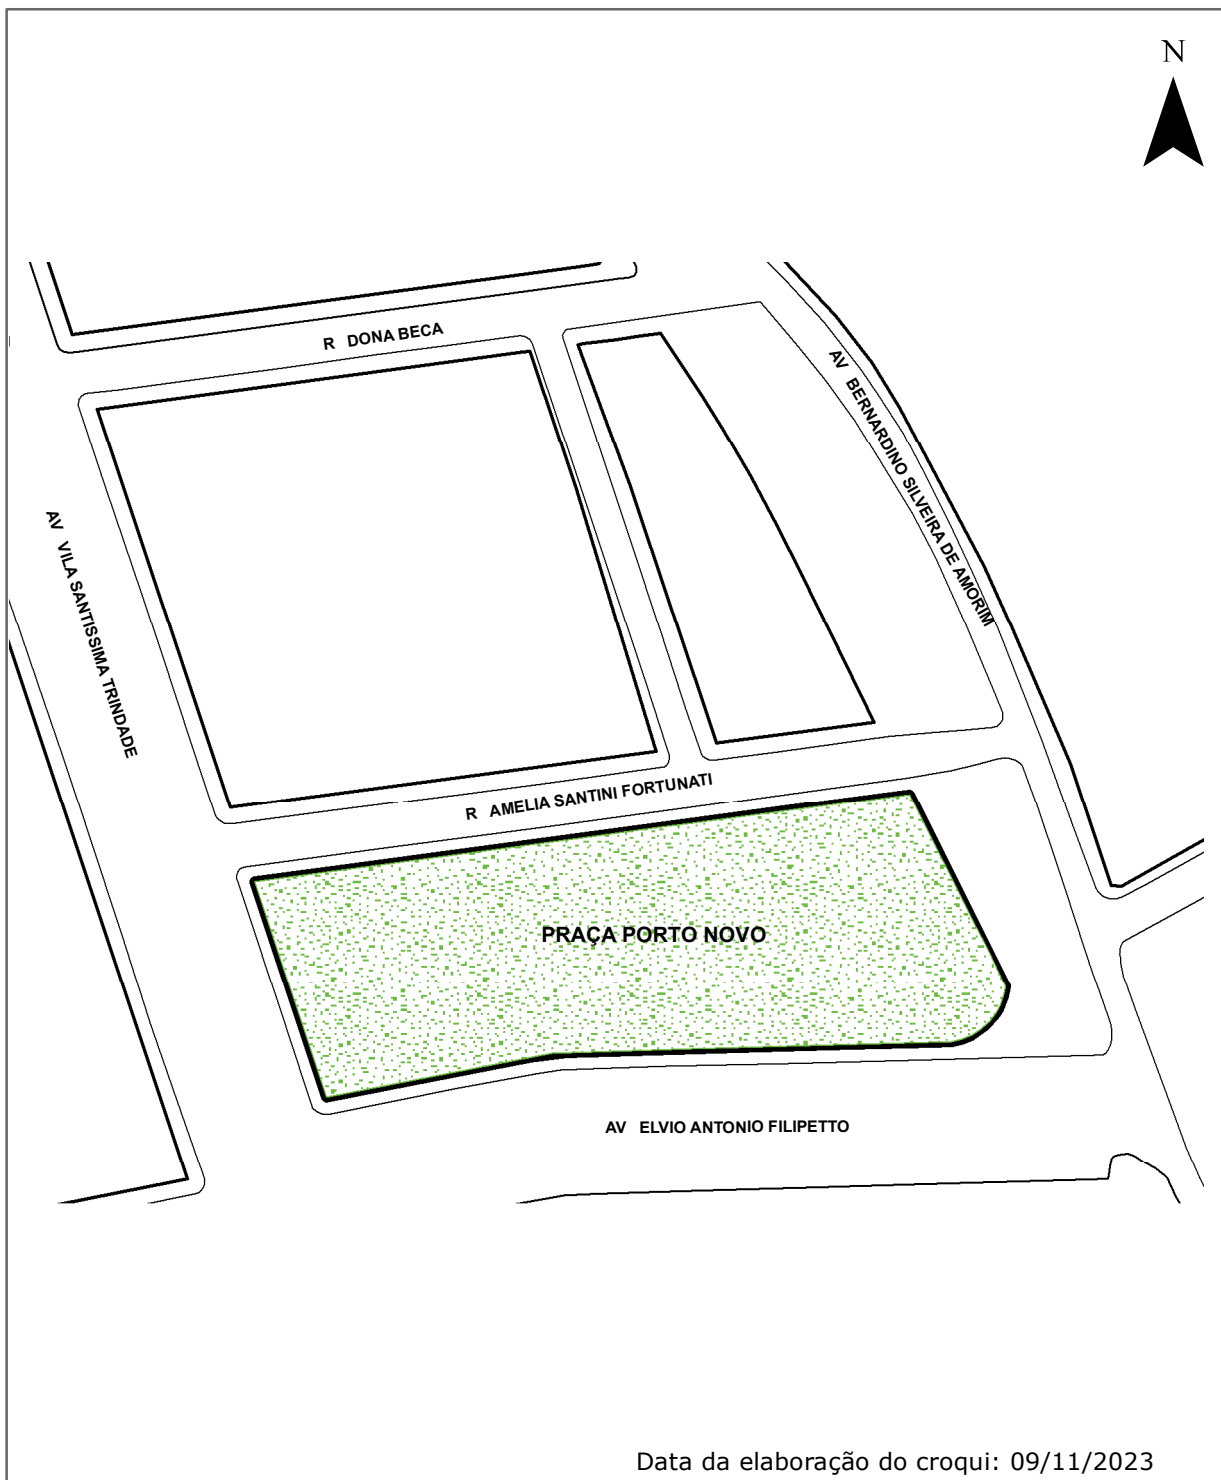 N
R DONA BECA
AV BERNARDINO SILVEIRA DE AMORIM
AV VILA SANTISSIMA TRINDADE
R AMELIA SANTINI FORTUNATI
PRAÇA PORTO NOVO
AV ELVIO ANTONIO FILIPETTO
Data da elaboração do croqui: 09/11/2023